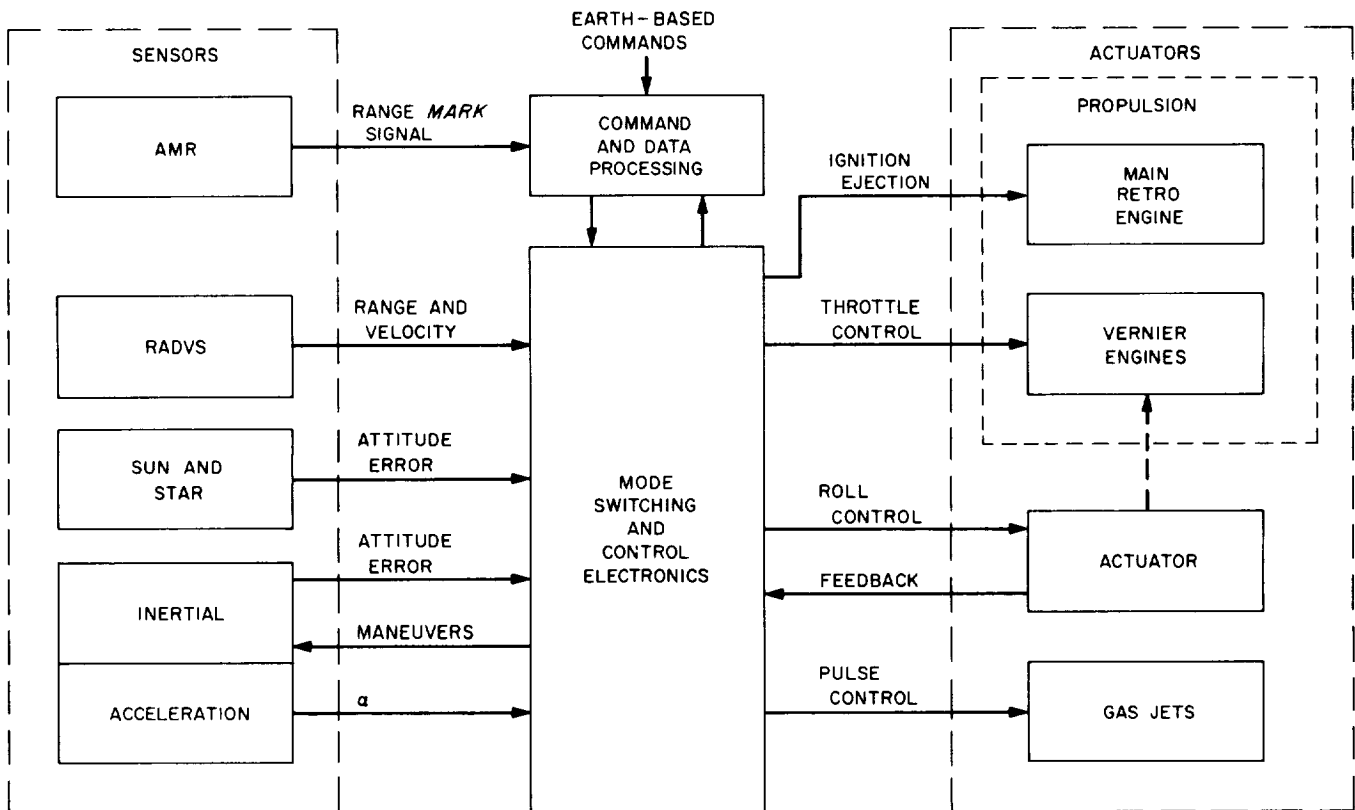 EARTH-BASED
COMMANDS
SENSORS
AMR
RANGE MARK
SIGNAL
COMMAND
AND DATA
PROCESSING
RADVS
RANGE AND
VELOCITY
SUN AND
STAR
ATTITUDE
ERROR
INERTIAL
ATTITUDE
ERROR
MANEUVERS
ACCELERATION
α
MODE
SWITCHING
AND
CONTROL
ELECTRONICS
ACTUATORS
PROPULSION
IGNITION
EJECTION
MAIN
RETRO
ENGINE
THROTTLE
CONTROL
VERNIER
ENGINES
ROLL
CONTROL
FEEDBACK
ACTUATOR
PULSE
CONTROL
GAS JETS